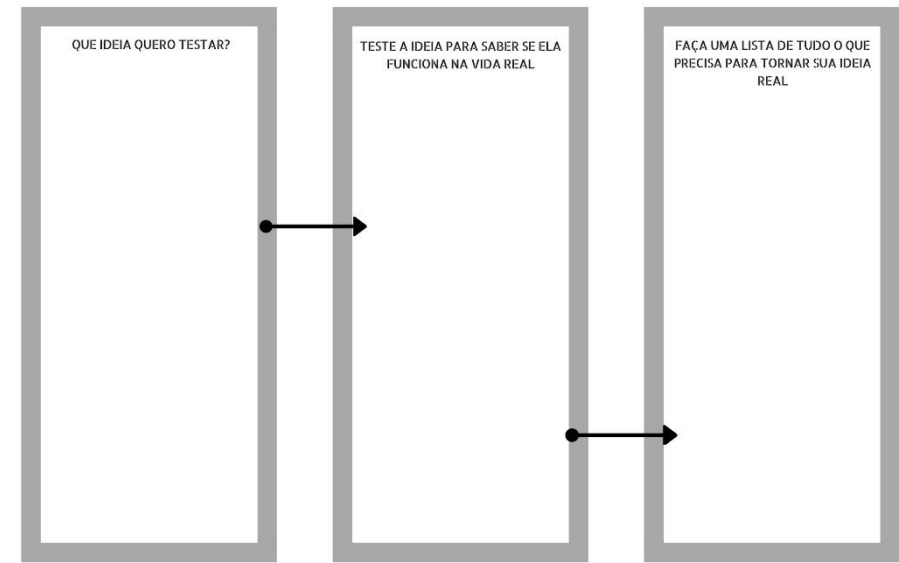 QUE IDEIA QUERO TESTAR?
TESTE A IDEIA PARA SABER SE ELA
FUNCIONA NA VIDA REAL
FAÇA UMA LISTA DE TUDO O QUE
PRECISA PARA TORNAR SUA IDEIA
REAL